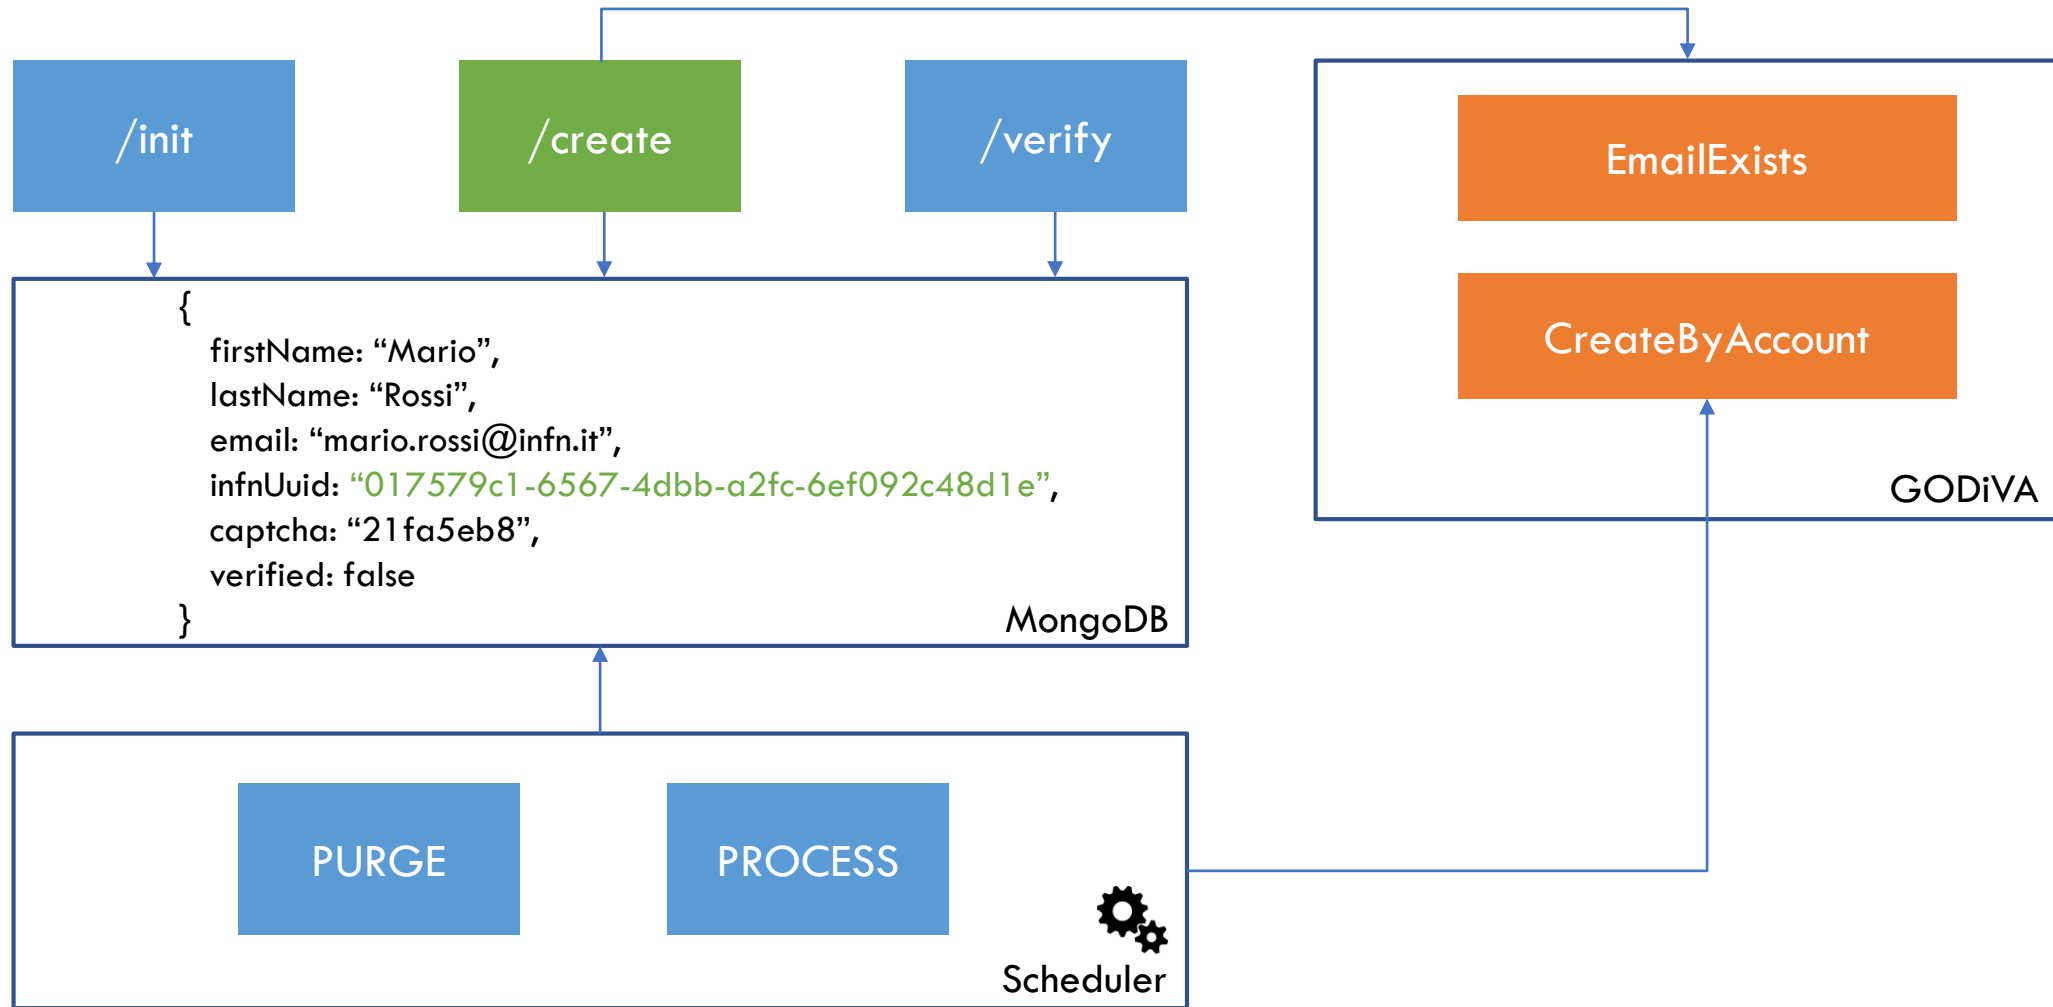 /init
/create
/verify
EmailExists
CreateByAccount
GODiVA
{
firstName: “Mario”,
lastName: “Rossi”,
email: “mario.rossi@infn.it”,
infnUuid: “017579c1-6567-4dbb-a2fc-6ef092c48d1e”,
captcha: “21fa5eb8”,
verified: false
}
MongoDB
PURGE
PROCESS
Scheduler